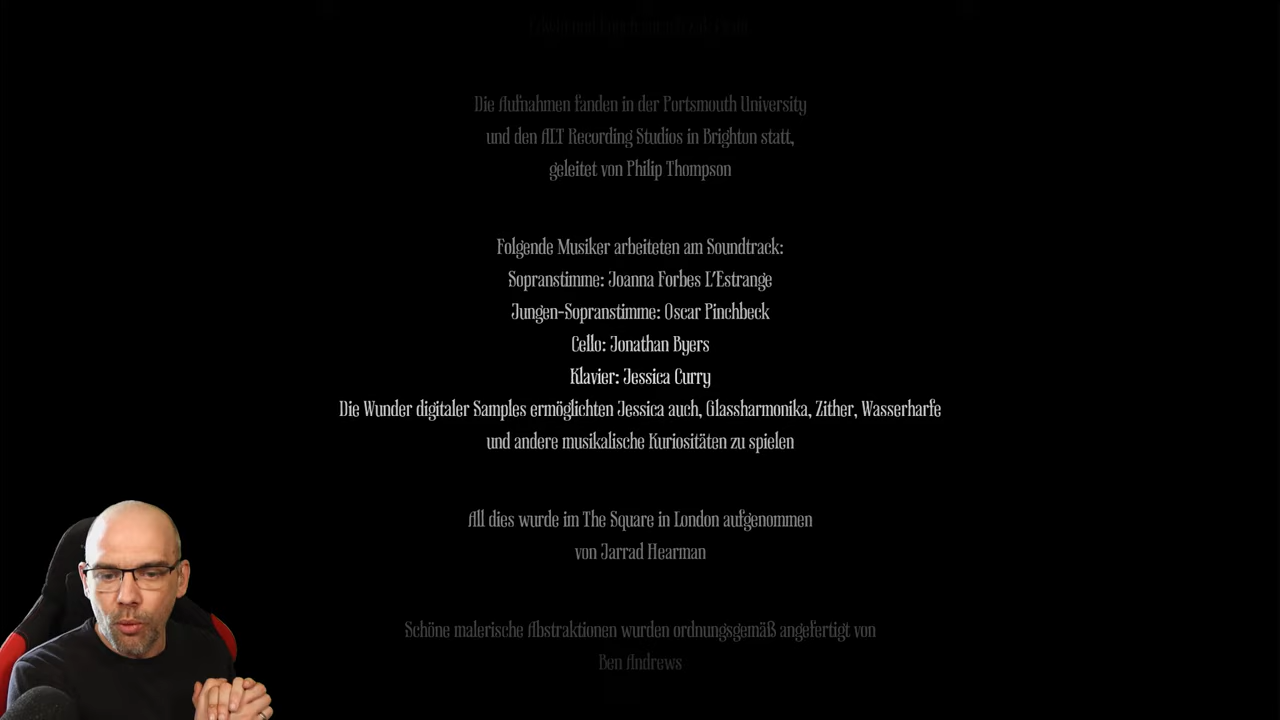 Die Aufnahmen fanden in der Portsmouth University
und den ALT Recording Studios in Brighton statt,
geleitet von Philip Thompson
Folgende Musiker arbeiteten am Soundtrack:
Sopranstimme: Joanna Forbes L'Estrange
Jungen-Sopranstimme: Oscar Pinchbeck
Cello: Jonathan Byers
Klavier: Jessica Curry
Die Wunder digitaler Samples ermöglichten Jessica auch, Glassharmonika, Zither, Wasserharfe
und andere musikalische Kuriositäten zu spielen
All dies wurde im The Square in London aufgenommen
von Jarrad Hearman
Schöne malerische Abstraktionen wurden ordnungsgemäß angefertigt von
Ben Andrews